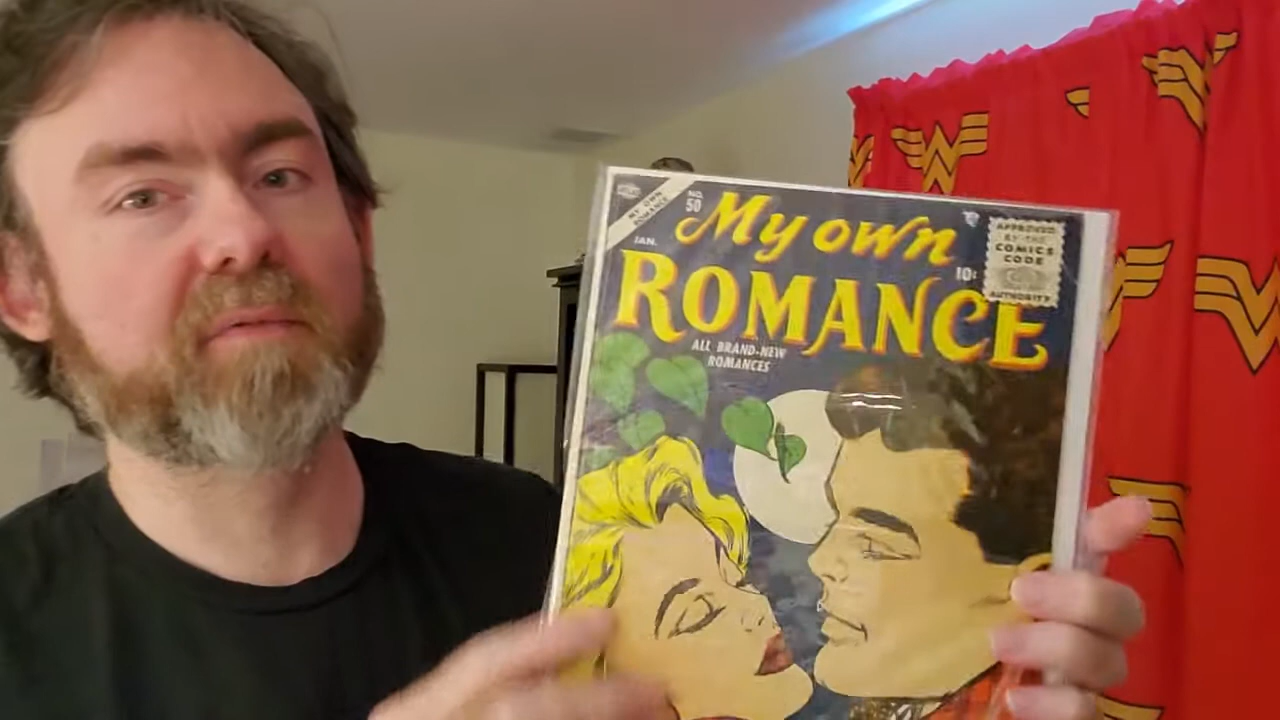 MY OWN
ROMANCE
NO.
50
JAN.
My own
ROMANCE
10¢
APPROVED
BY THE
COMICS
CODE
AUTHORITY
ALL BRAND-NEW
ROMANCES